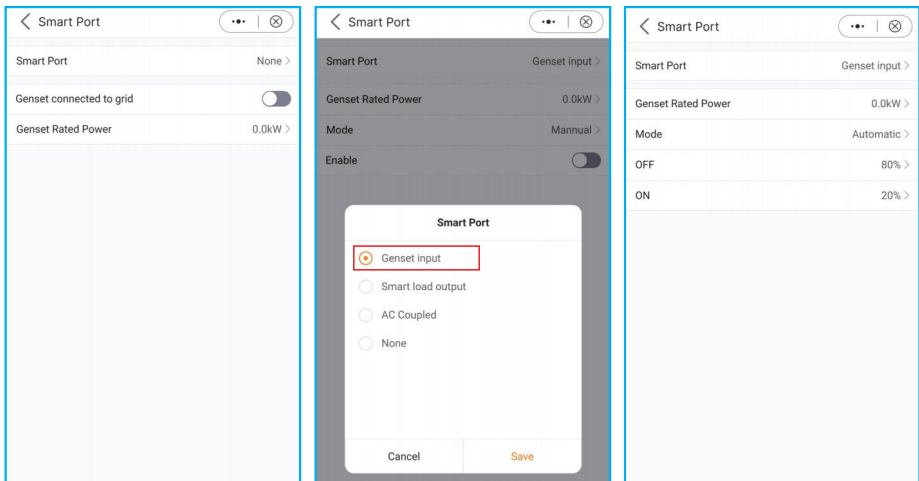 Smart Port
Smart Port None
Genset connected to grid
Genset Rated Power 0.0kW
Smart Port
Smart Port Genset input
Genset Rated Power 0.0kW
Mode Mannual
Enable
Smart Port
Genset input
Smart load output
AC Coupled
None
Cancel Save
Smart Port
Smart Port Genset input
Genset Rated Power 0.0kW
Mode Automatic
OFF 80%
ON 20%